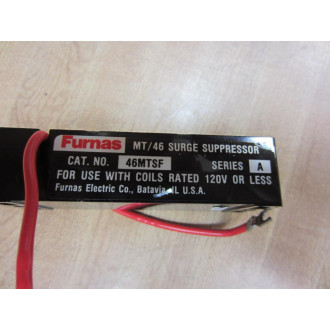 Furnas MT/46 SURGE SUPPRESSOR
CAT. NO. 46MTSF SERIES A
FOR USE WITH COILS RATED 120V OR LESS
Furnas Electric Co., Batavia IL U.S.A.